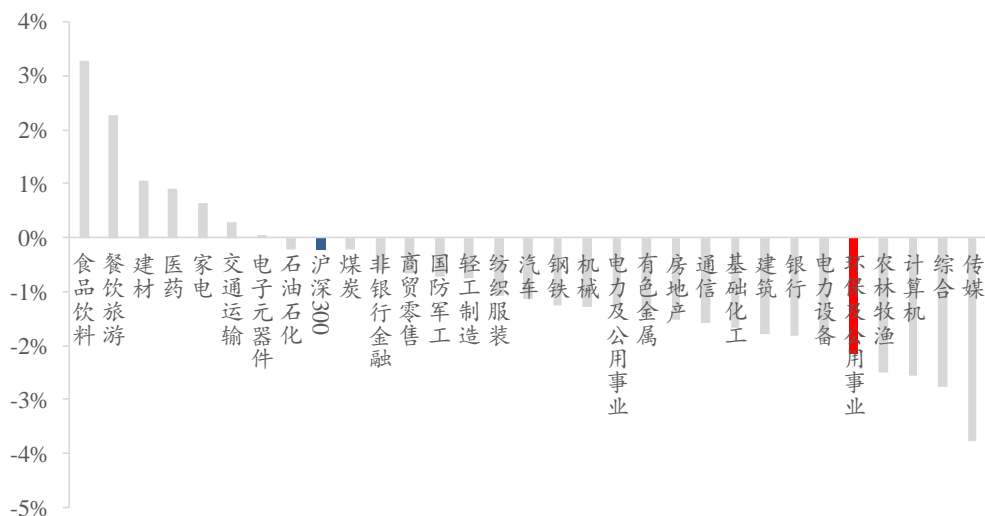 4%
3%
2%
1%
0%
-1%
-2%
-3%
-4%
-5%
食品饮料
餐饮旅游
建材
医药
家电
交通运输
电子元器件
石油石化
沪深300
煤炭
非银行金融
商贸零售
国防军工
轻工制造
纺织服装
汽车
钢铁
机械
电力及公用事业
有色金属
房地产
通信
基础化工
建筑
银行
电力设备
环保及公用事业
农林牧渔
计算机
综合
传媒